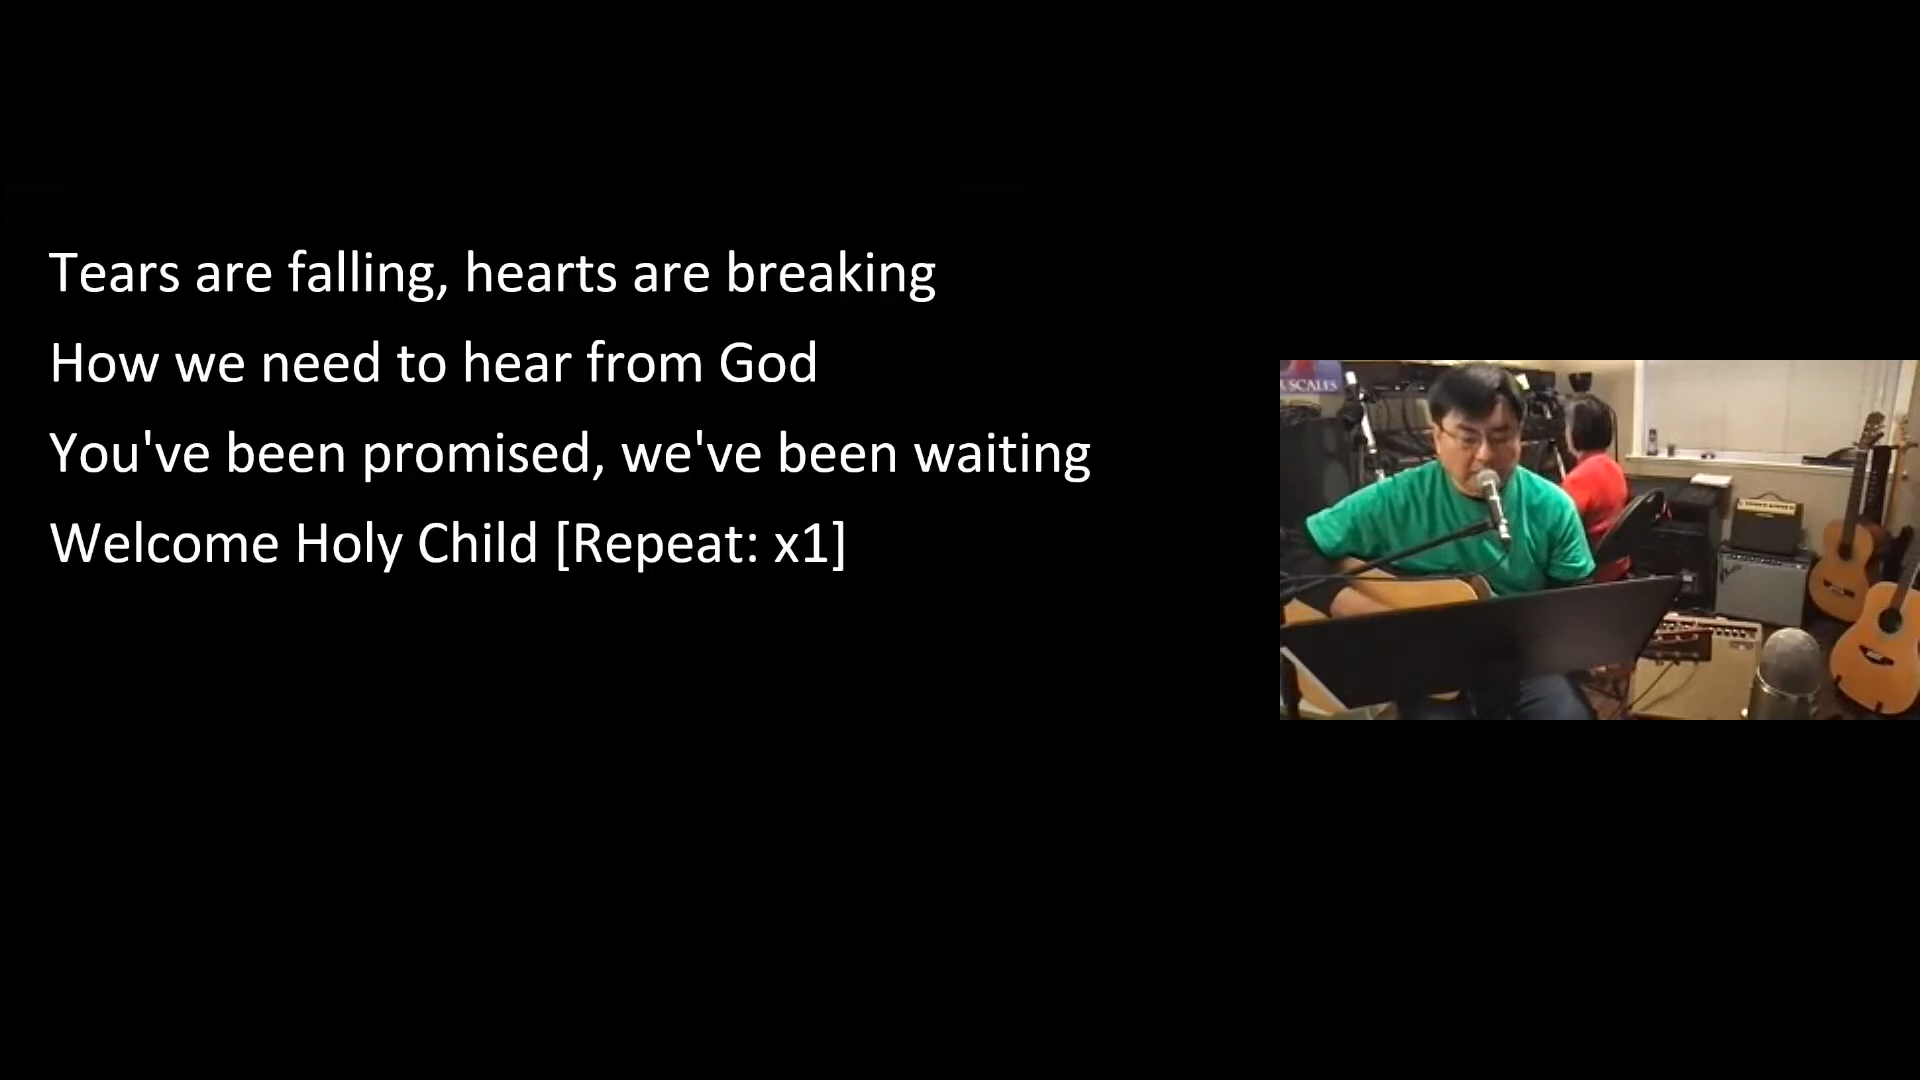 Tears are falling, hearts are breaking
How we need to hear from God
You've been promised, we've been waiting
Welcome Holy Child [Repeat: x1]
SCALES